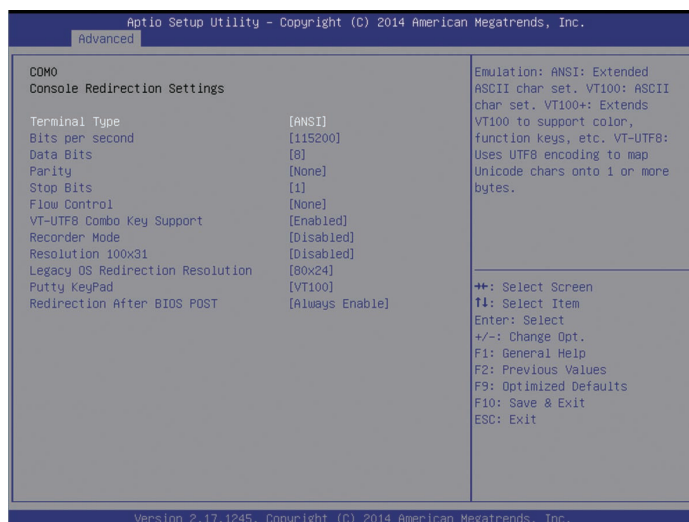 Aptio Setup Utility – Copyright (C) 2014 American Megatrends, Inc.
Advanced
COM0
Console Redirection Settings
Terminal Type [ANSI]
Bits per second [115200]
Data Bits [8]
Parity [None]
Stop Bits [1]
Flow Control [None]
VT-UTF8 Combo Key Support [Enabled]
Recorder Mode [Disabled]
Resolution 100x31 [Disabled]
Legacy OS Redirection Resolution [80x24]
Putty KeyPad [VT100]
Redirection After BIOS POST [Always Enable]
Emulation: ANSI: Extended
ASCII char set. VT100: ASCII
char set. VT100+: Extends
VT100 to support color,
function keys, etc. VT-UTF8:
Uses UTF8 encoding to map
Unicode chars onto 1 or more
bytes.
→←: Select Screen
↑↓: Select Item
Enter: Select
+/-: Change Opt.
F1: General Help
F2: Previous Values
F9: Optimized Defaults
F10: Save & Exit
ESC: Exit
Version 2.17.1245. Copyright (C) 2014 American Megatrends, Inc.